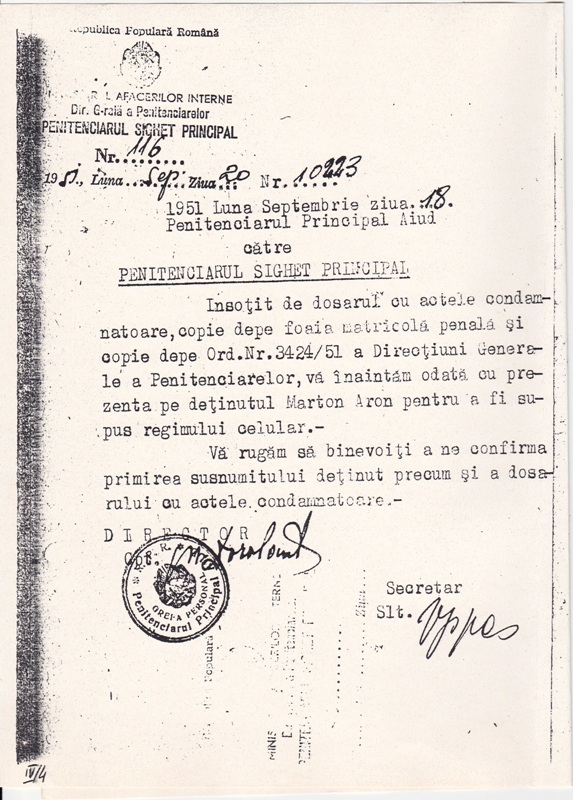 Republica Populară Română
AFACERILOR INTERNE
Dir. G-rală a Penitenciarelor
PENITENCIARUL SIGHET PRINCIPAL
Nr. 116
1951, Luna Sep. Ziua 20 Nr. 10223
1951 Luna Septembrie ziua 18.
Penitenciarul Principal Aiud
către
PENITENCIARUL SIGHET PRINCIPAL
Insoţit de dosarul cu actele condam-
natoare, copie depe foaia matricolă penală şi
copie depe Ord.Nr.3424/51 a Direcţiuni Genera-
le a Penitenciarelor, vă înaintăm odată cu pre-
zenta pe deţinutul Marton Aron pentru a fi su-
pus regimului celular.-
Vă rugăm să binevoiţi a ne confirma
primirea susnumitului deţinut precum şi a dosa-
rului cu actele condamnatoare.-
DIRECTOR
Penitenciarul Principal
Secretar
Slt.
IV/4